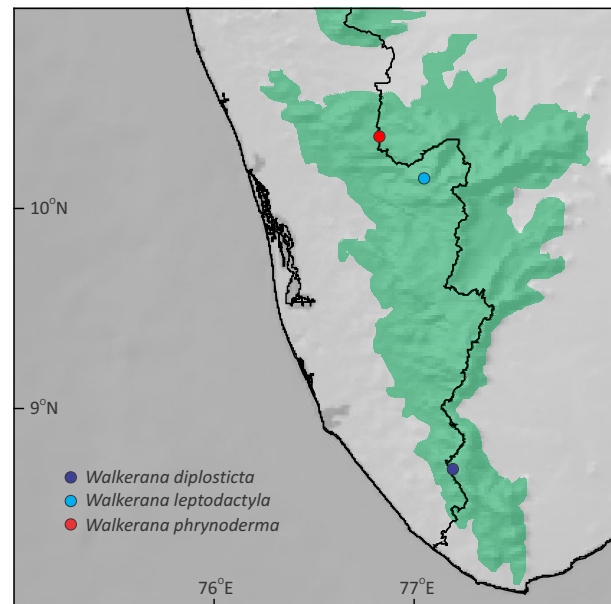 10°N
9°N
Walkerana diplosticta
Walkerana leptodactyla
Walkerana phrynoderma
76°E 77°E